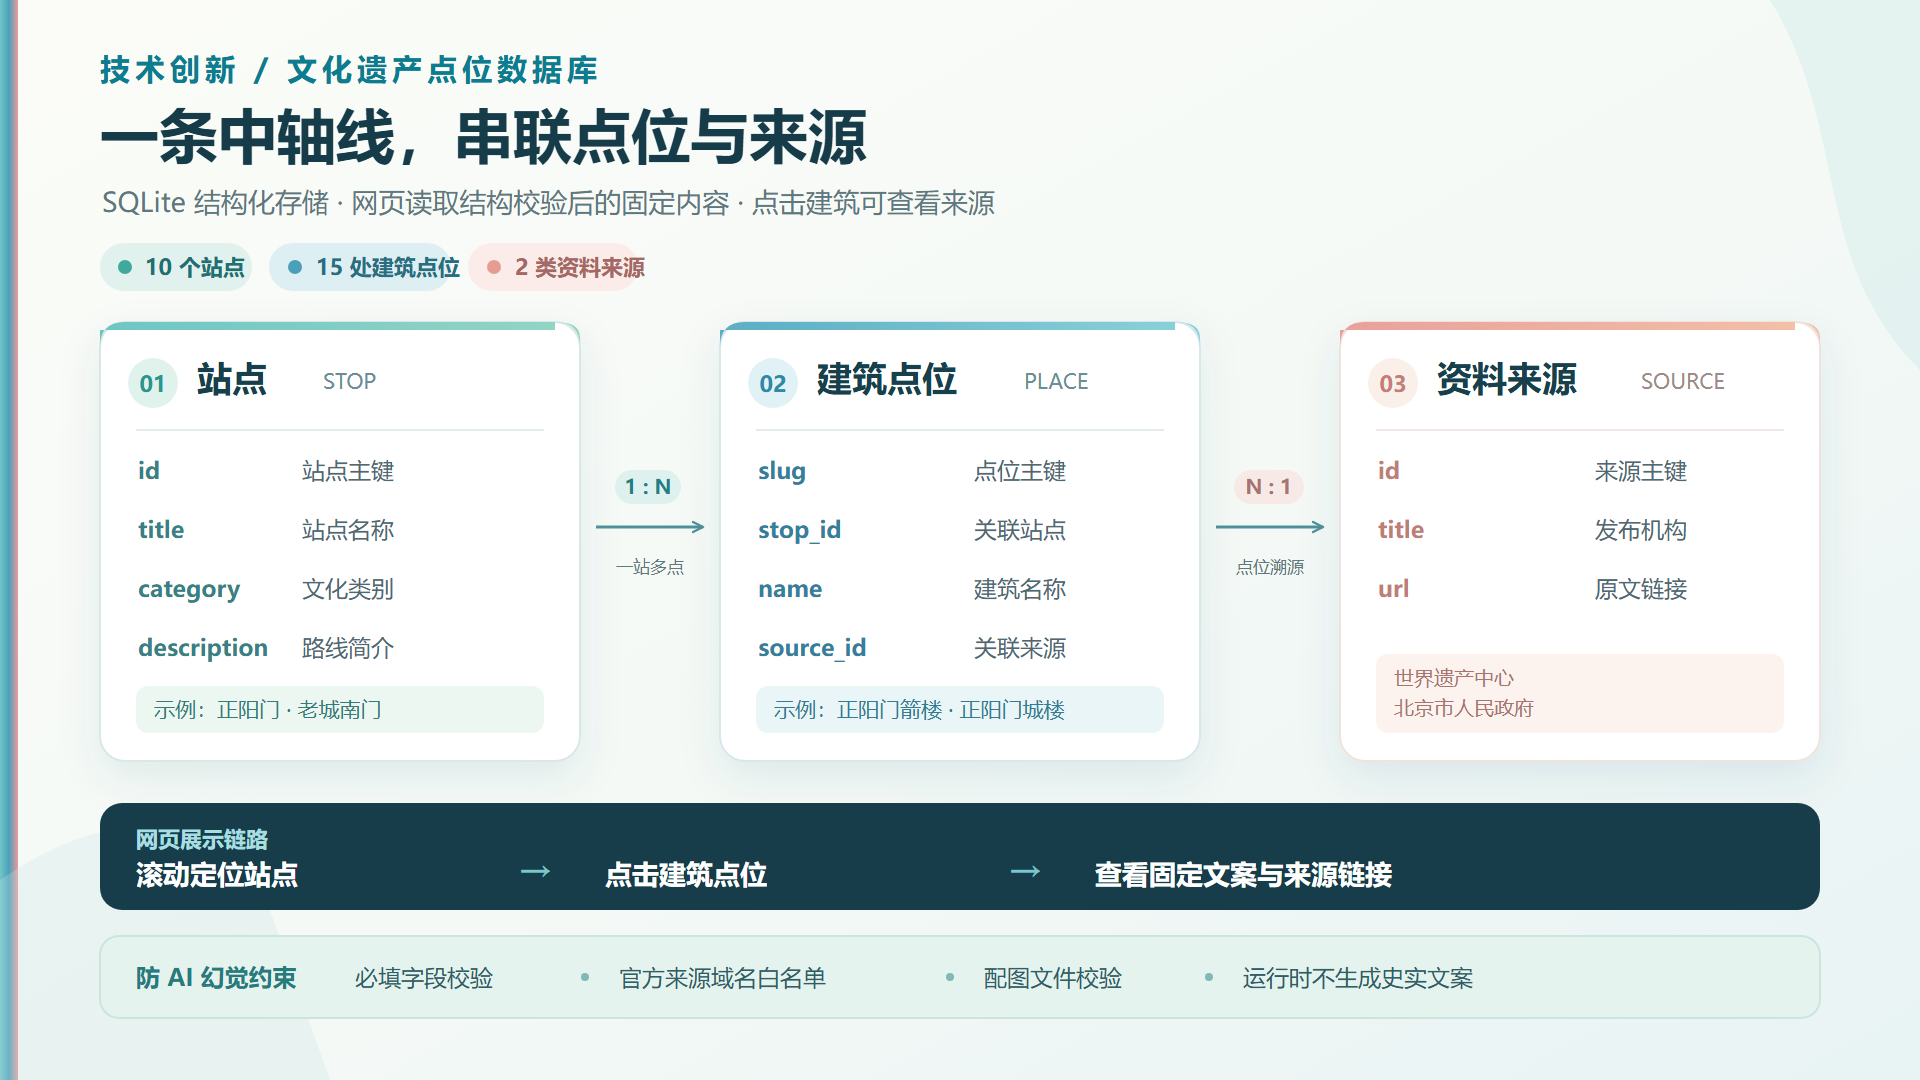 技术创新 / 文化遗产点位数据库
一条中轴线，串联点位与来源
SQLite 结构化存储 · 网页读取结构校验后的固定内容 · 点击建筑可查看来源
10 个站点
15 处建筑点位
2 类资料来源
01 站点 STOP
id 站点主键
title 站点名称
category 文化类别
description 路线简介
示例：正阳门 · 老城南门
1 : N
一站多点
02 建筑点位 PLACE
slug 点位主键
stop_id 关联站点
name 建筑名称
source_id 关联来源
示例：正阳门箭楼 · 正阳门城楼
N : 1
点位溯源
03 资料来源 SOURCE
id 来源主键
title 发布机构
url 原文链接
世界遗产中心
北京市人民政府
网页展示链路
滚动定位站点 → 点击建筑点位 → 查看固定文案与来源链接
防 AI 幻觉约束 必填字段校验 • 官方来源域名白名单 • 配图文件校验 • 运行时不生成史实文案